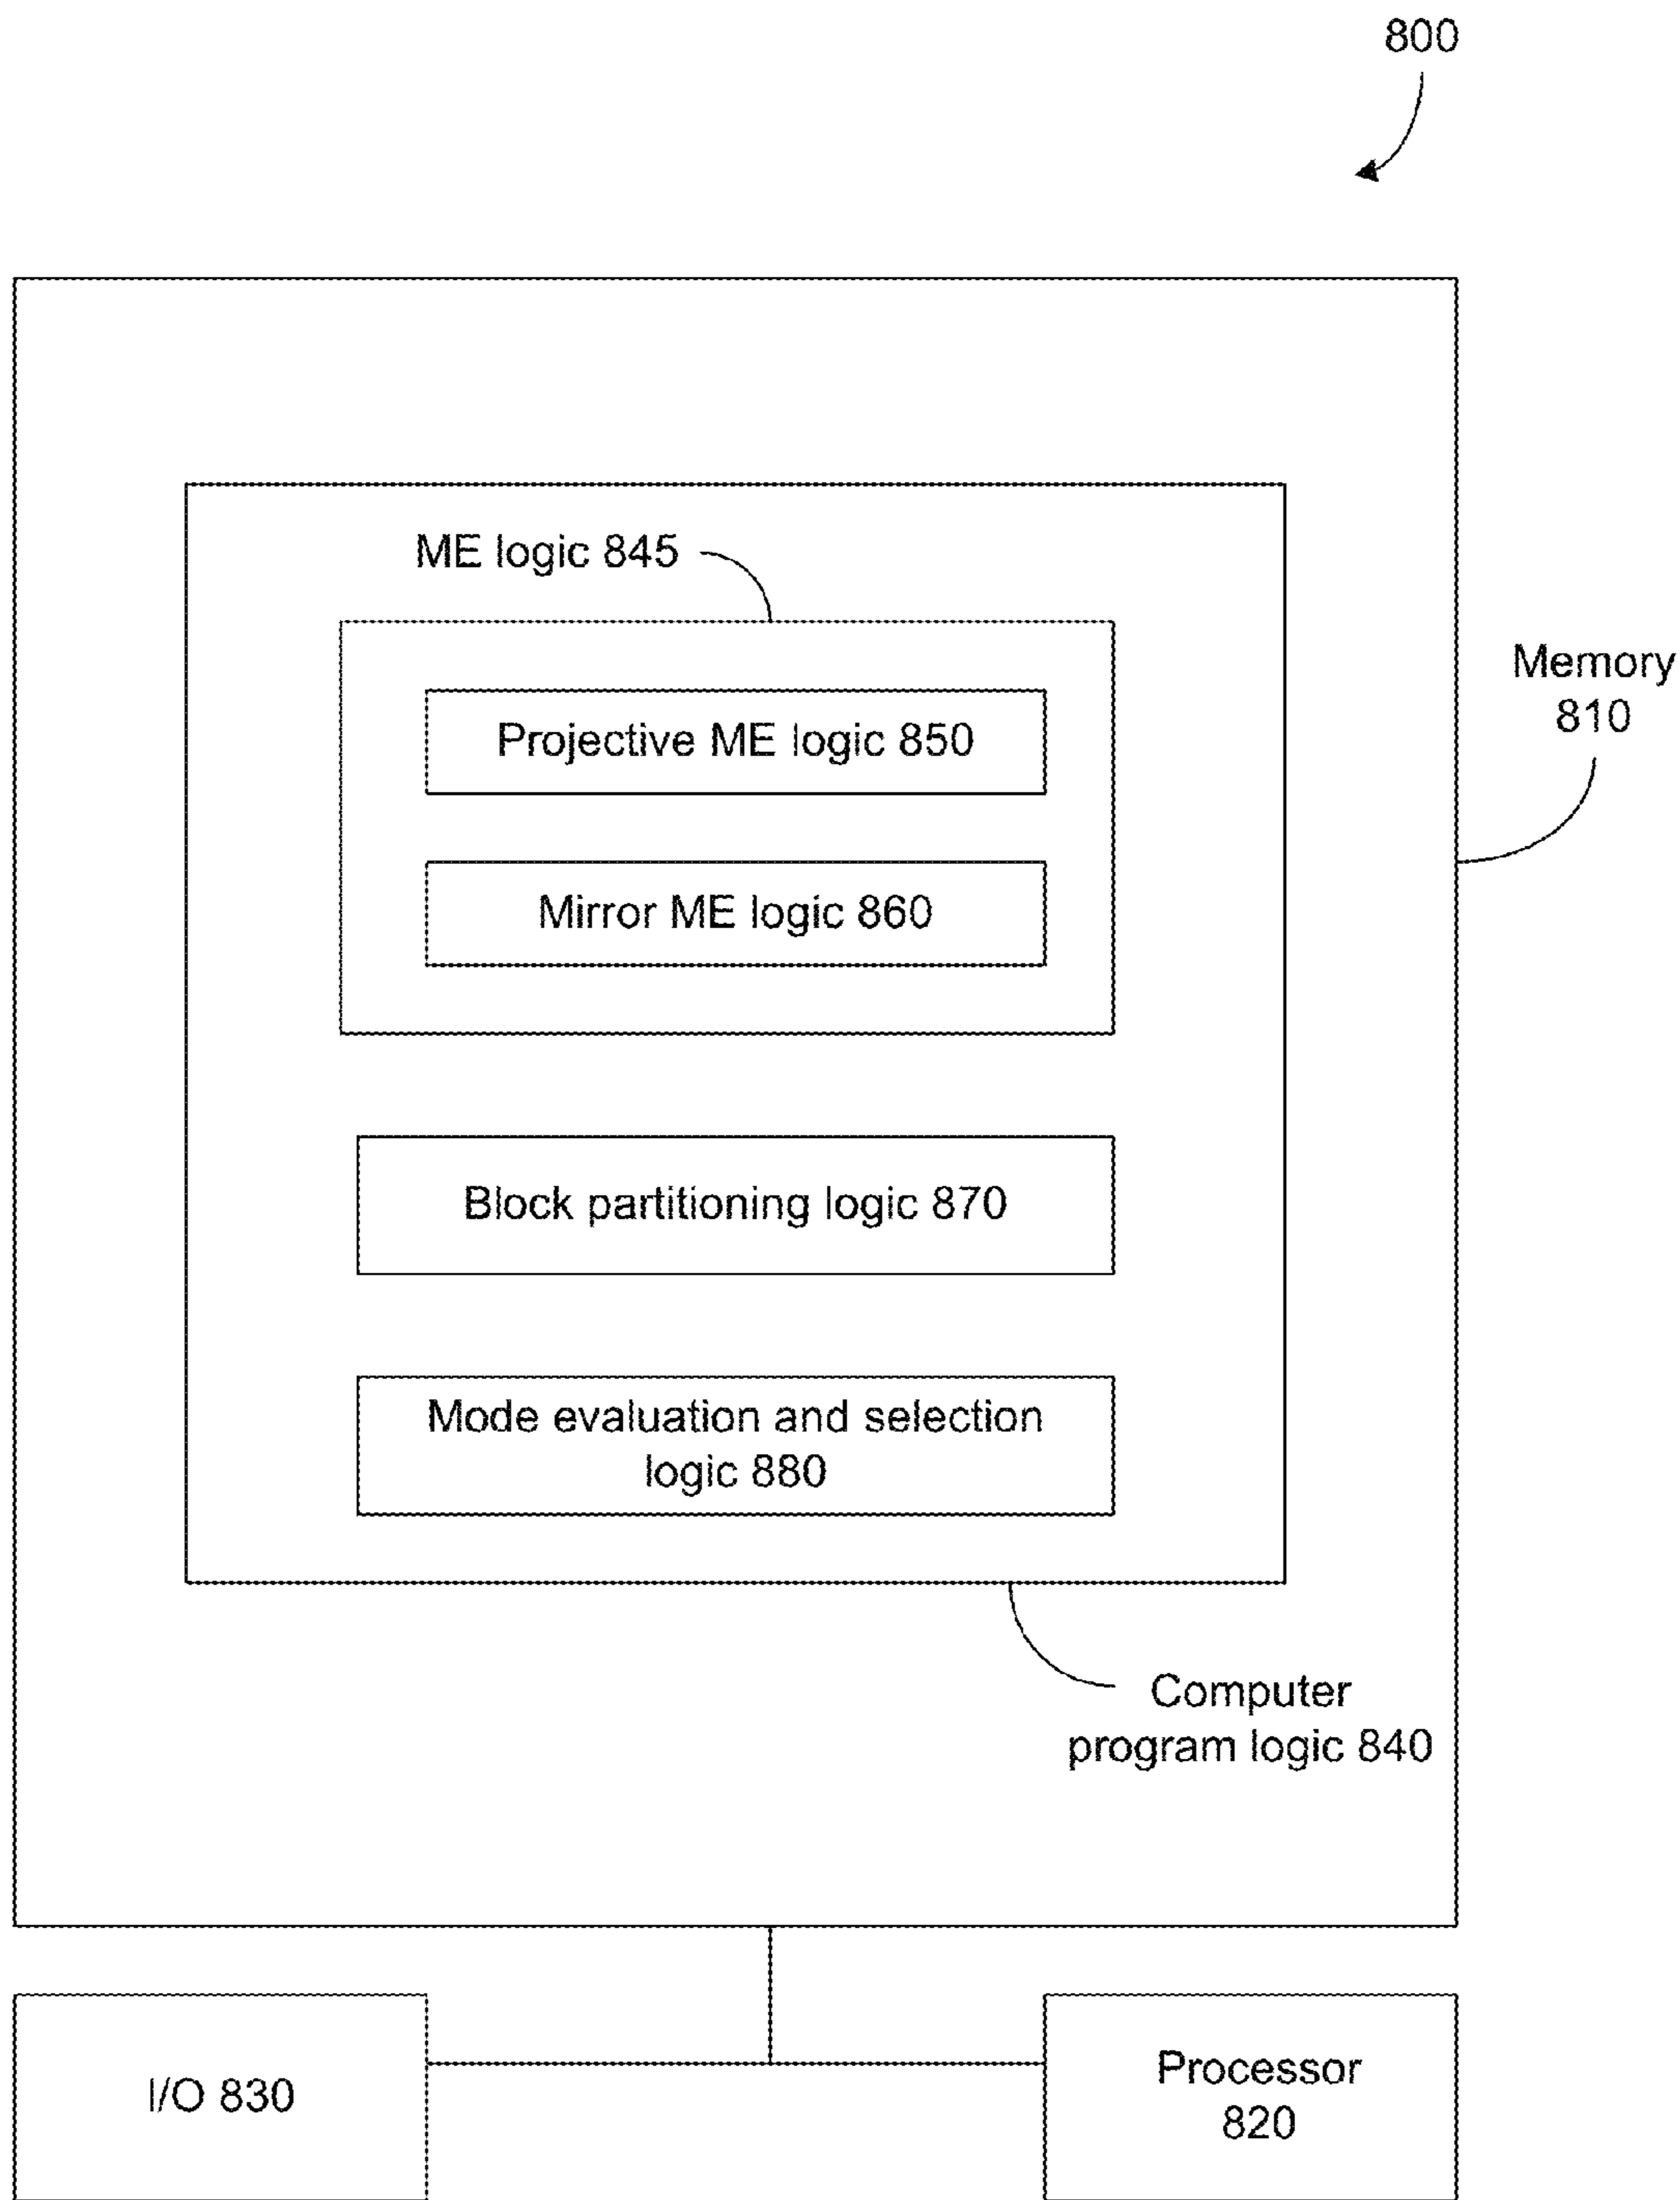 800
ME logic 845
Projective ME logic 850
Memory
810
Mirror ME logic 860
Block partitioning logic 870
Mode evaluation and selection
logic 880
Computer
program logic 840
I/O 830
Processor
820